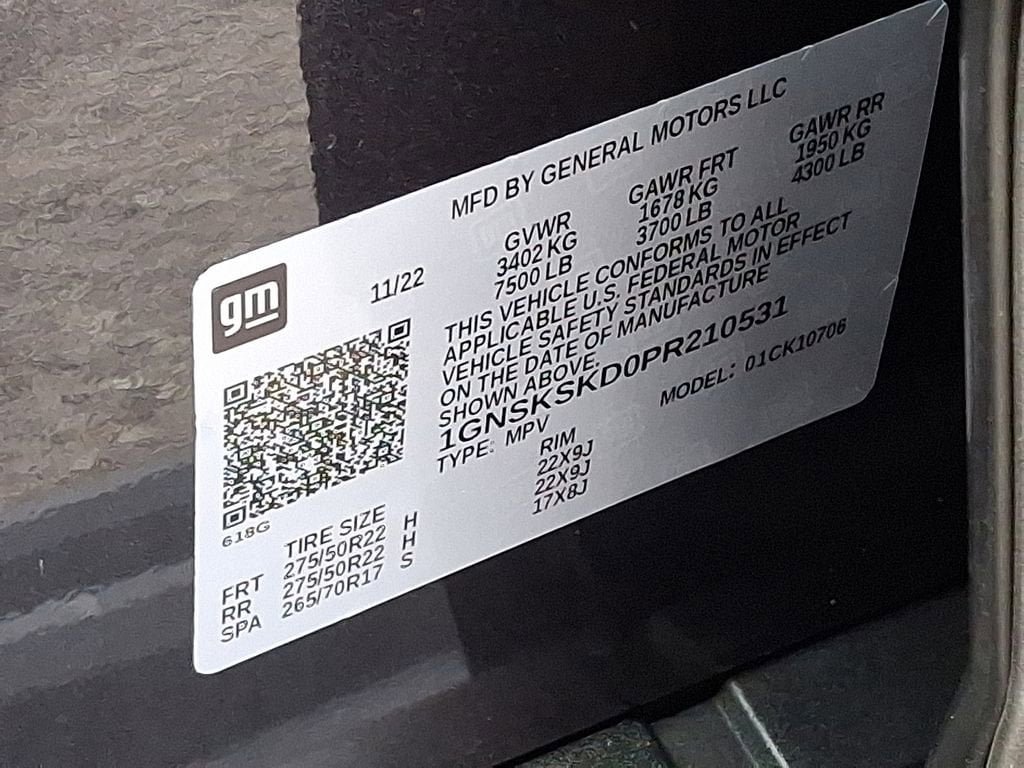 MFD BY GENERAL MOTORS LLC
gm
11/22
GVWR GAWR FRT GAWR RR
3402 KG 1678 KG 1950 KG
7500 LB 3700 LB 4300 LB
THIS VEHICLE CONFORMS TO ALL
APPLICABLE U.S. FEDERAL MOTOR
VEHICLE SAFETY STANDARDS IN EFFECT
ON THE DATE OF MANUFACTURE
SHOWN ABOVE.
1GNSKSKD0PR210531
TYPE: MPV MODEL: 01CK10706
618G
TIRE SIZE RIM
FRT 275/50R22 H 22X9J
RR 275/50R22 H 22X9J
SPA 265/70R17 S 17X8J